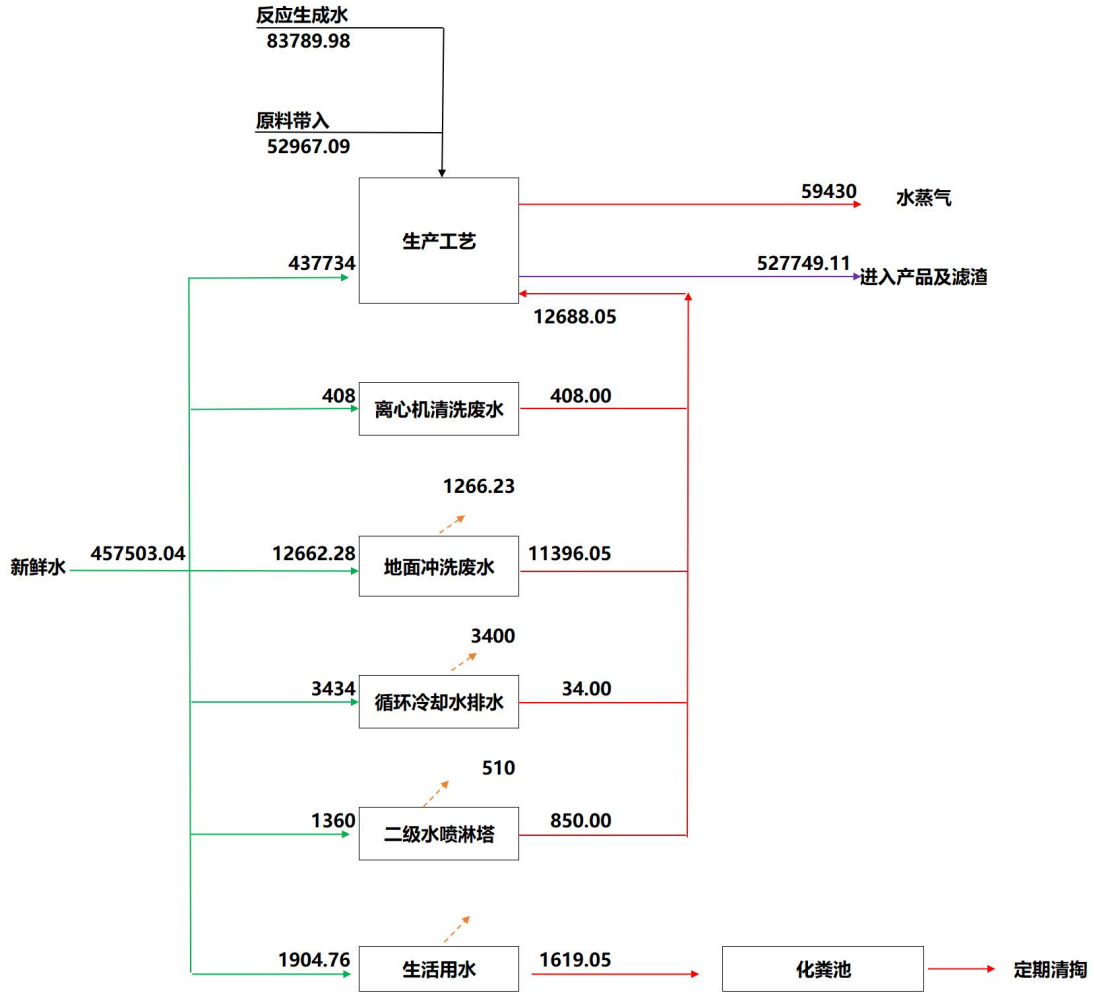 反应生成水
83789.98
原料带入
52967.09
59430
水蒸气
生产工艺
437734
527749.11
进入产品及滤渣
12688.05
408
离心机清洗废水
408.00
1266.23
新鲜水
457503.04
12662.28
地面冲洗废水
11396.05
3400
3434
循环冷却水排水
34.00
510
1360
二级水喷淋塔
850.00
1904.76
生活用水
1619.05
化粪池
定期清掏